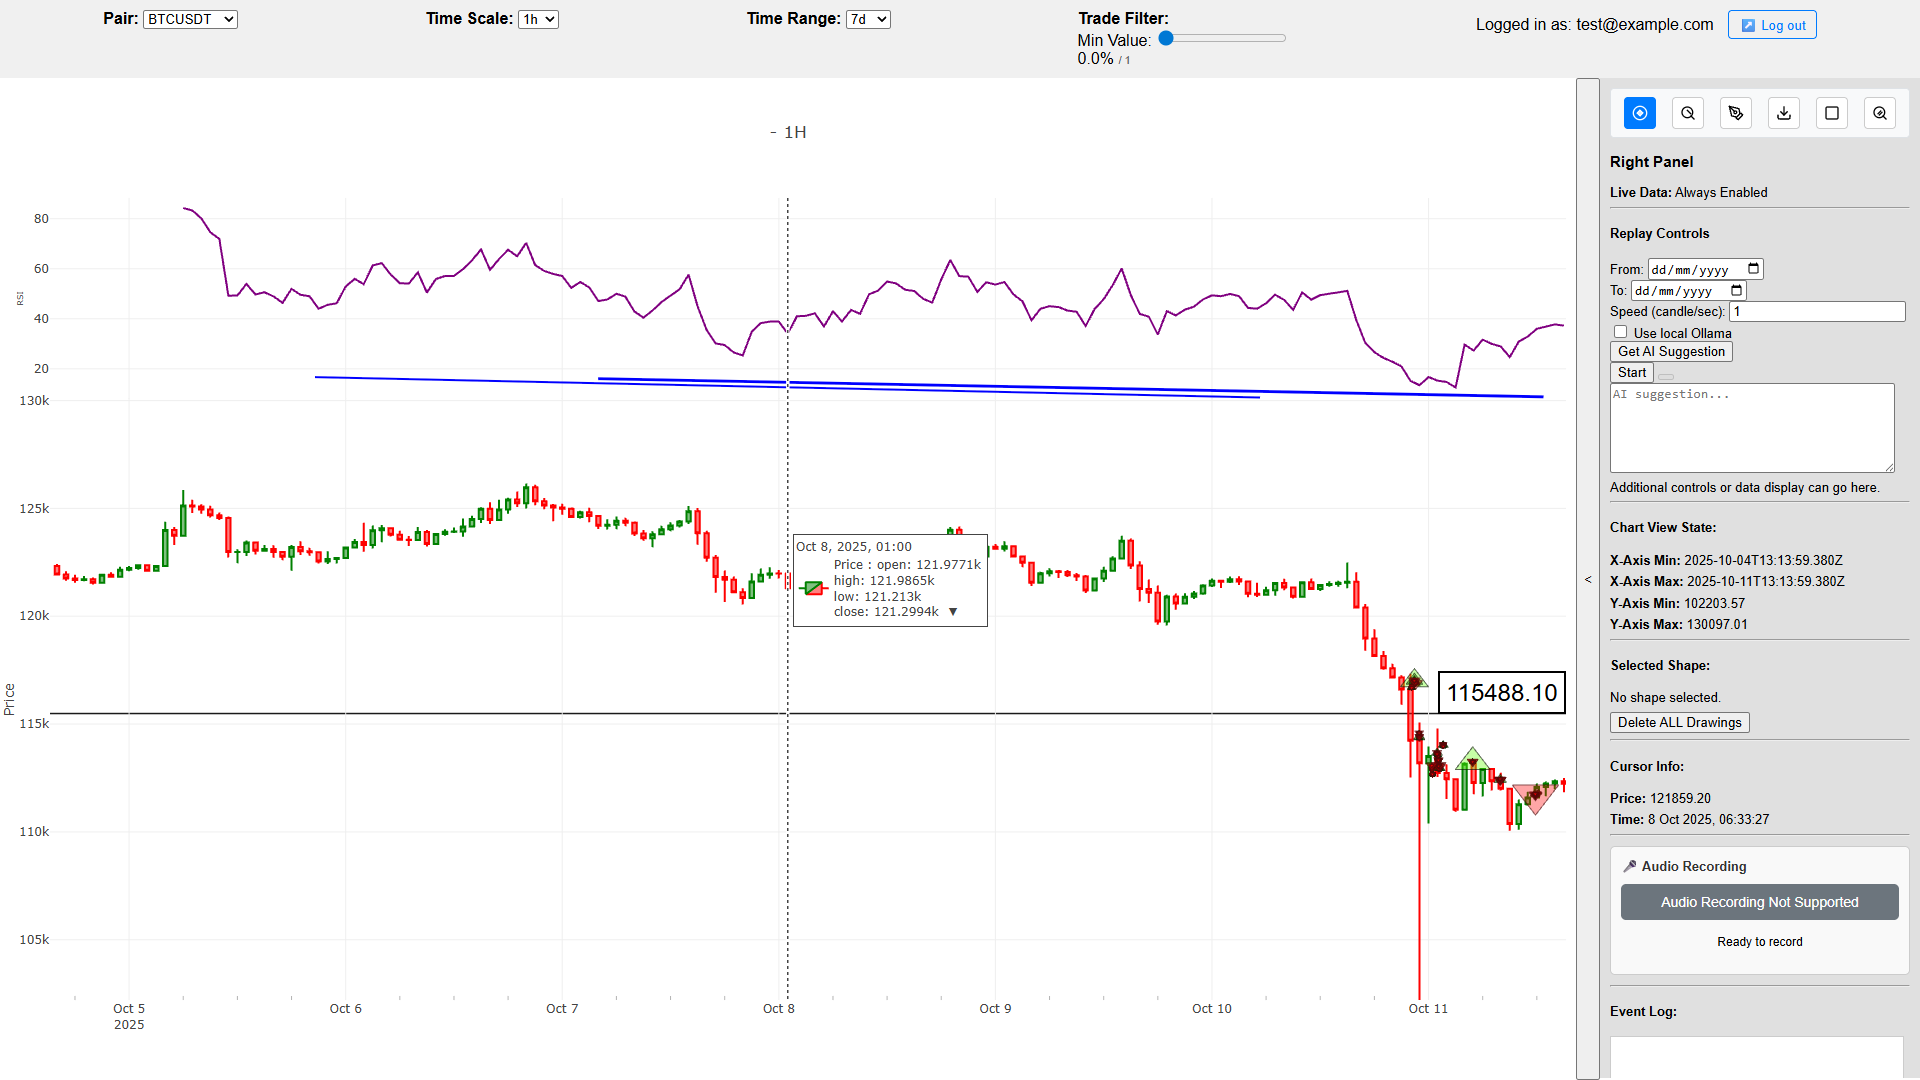 Pair: BTCUSDT
Time Scale: 1h
Time Range: 7d
Trade Filter:
Min Value:
0.0% / 1
Logged in as: test@example.com
Log out
- 1H
80
60
40
20
RSI
130k
125k
120k
115k
110k
105k
Price
Oct 8, 2025, 01:00
Price : open: 121.9771k
high: 121.9865k
low: 121.213k
close: 121.2994k ▼
115488.10
Oct 5
2025
Oct 6
Oct 7
Oct 8
Oct 9
Oct 10
Oct 11
<
Right Panel
Live Data: Always Enabled
Replay Controls
From: dd/mm/yyyy
To: dd/mm/yyyy
Speed (candle/sec): 1
Use local Ollama
Get AI Suggestion
Start
AI suggestion...
Additional controls or data display can go here.
Chart View State:
X-Axis Min: 2025-10-04T13:13:59.380Z
X-Axis Max: 2025-10-11T13:13:59.380Z
Y-Axis Min: 102203.57
Y-Axis Max: 130097.01
Selected Shape:
No shape selected.
Delete ALL Drawings
Cursor Info:
Price: 121859.20
Time: 8 Oct 2025, 06:33:27
Audio Recording
Audio Recording Not Supported
Ready to record
Event Log: